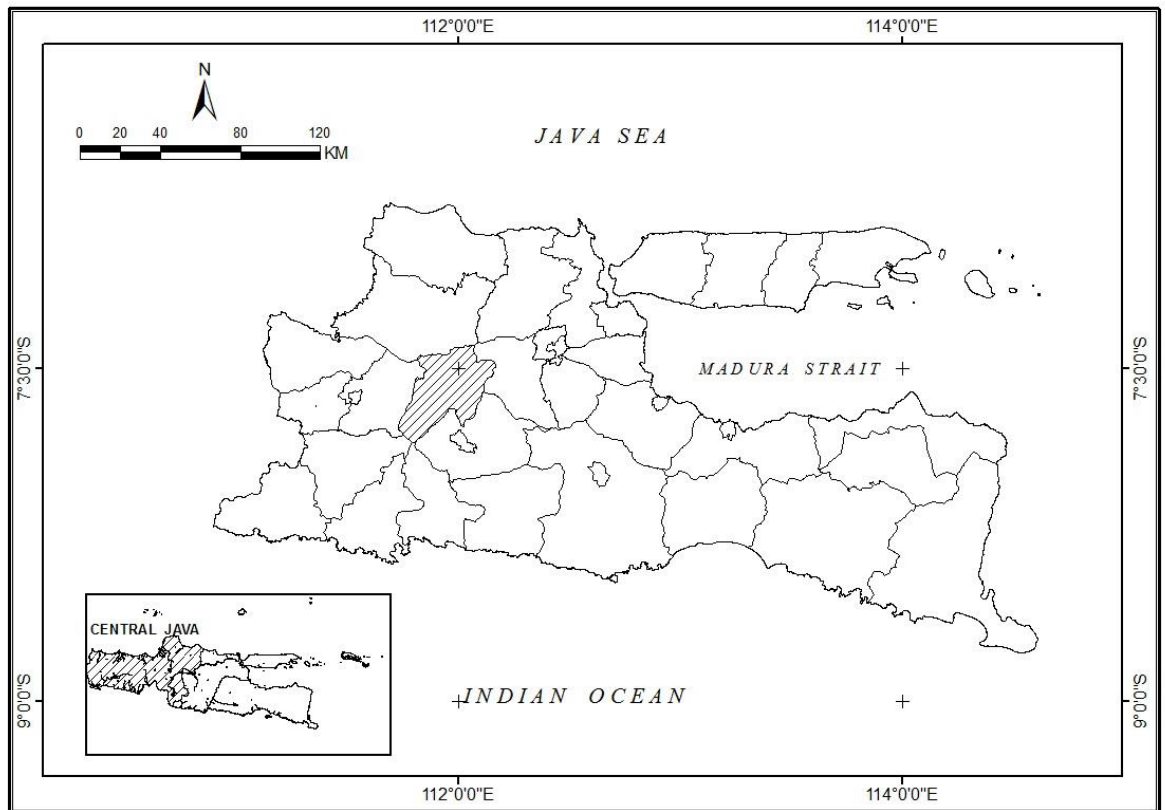 112°0'0"E 114°0'0"E
N
0 20 40 80 120
KM
JAVA SEA
7°30'0"S 7°30'0"S
MADURA STRAIT
CENTRAL JAVA
9°0'0"S 9°0'0"S
INDIAN OCEAN
112°0'0"E 114°0'0"E